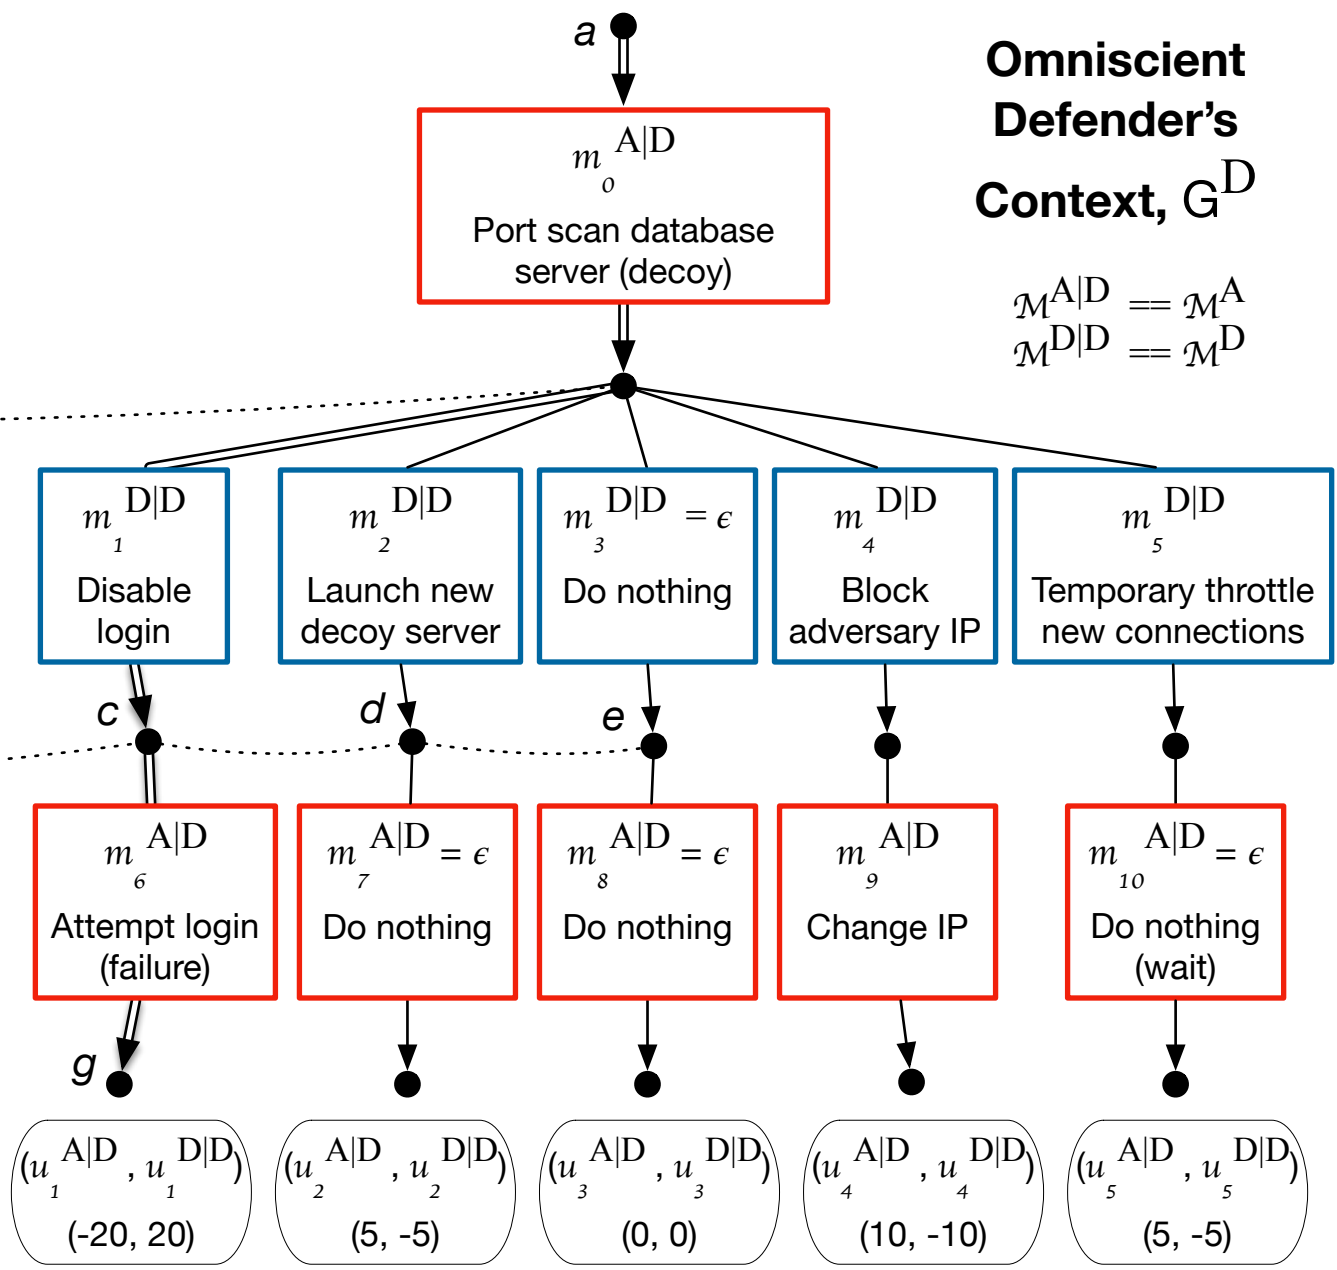 a
Omniscient
Defender's
Context, G^D
m_0^{A|D}
Port scan database
server (decoy)
ℳ^{A|D} == ℳ^A
ℳ^{D|D} == ℳ^D
m_1^{D|D}
Disable
login
m_2^{D|D}
Launch new
decoy server
m_3^{D|D} = ϵ
Do nothing
m_4^{D|D}
Block
adversary IP
m_5^{D|D}
Temporary throttle
new connections
c
d
e
m_6^{A|D}
Attempt login
(failure)
m_7^{A|D} = ϵ
Do nothing
m_8^{A|D} = ϵ
Do nothing
m_9^{A|D}
Change IP
m_{10}^{A|D} = ϵ
Do nothing
(wait)
g
(u_1^{A|D}, u_1^{D|D})
(-20, 20)
(u_2^{A|D}, u_2^{D|D})
(5, -5)
(u_3^{A|D}, u_3^{D|D})
(0, 0)
(u_4^{A|D}, u_4^{D|D})
(10, -10)
(u_5^{A|D}, u_5^{D|D})
(5, -5)